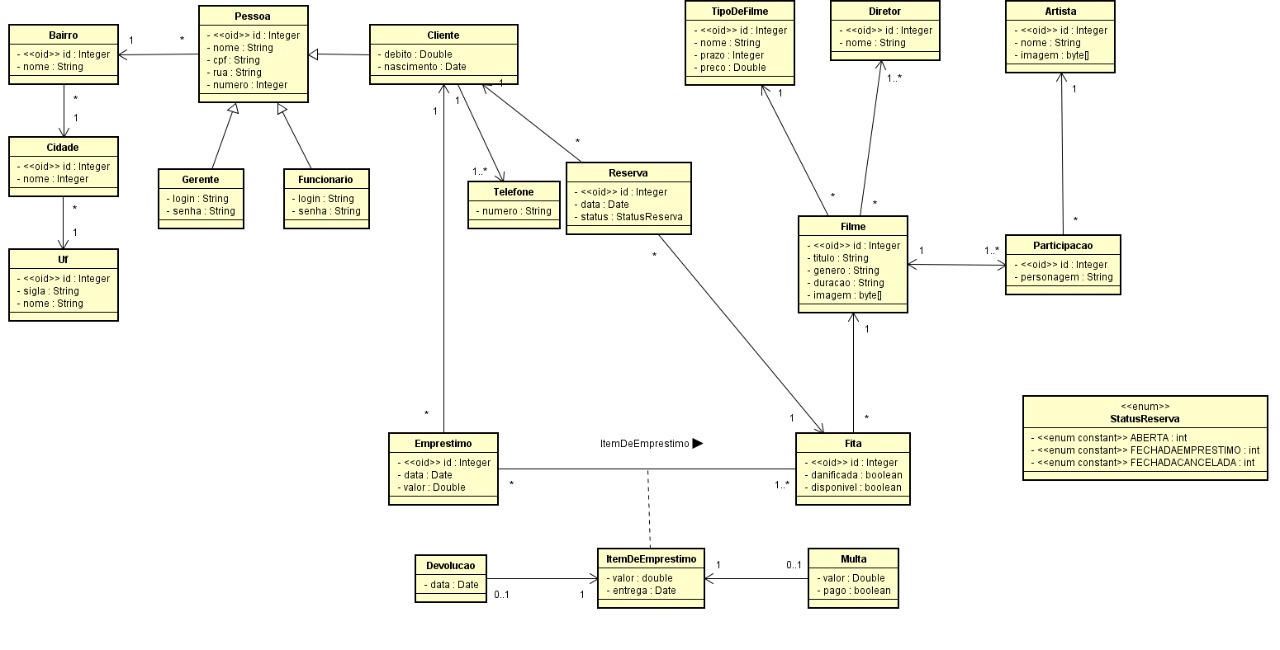 Pessoa
- <<oid>> id : Integer
- nome : String
- cpf : String
- rua : String
- numero : Integer
Bairro
- <<oid>> id : Integer
- nome : String
1
*
Cliente
- debito : Double
- nascimento : Date
TipoDeFilme
- <<oid>> id : Integer
- nome : String
- prazo : Integer
- preco : Double
Diretor
- <<oid>> id : Integer
- nome : String
Artista
- <<oid>> id : Integer
- nome : String
- imagem : byte[]
*
1
1
1
1
1
1..*
1
Cidade
- <<oid>> id : Integer
- nome : Integer
*
1
Gerente
- login : String
- senha : String
Funcionario
- login : String
- senha : String
1..*
Telefone
- numero : String
*
Reserva
- <<oid>> id : Integer
- data : Date
- status : StatusReserva
*
*
*
*
Filme
- <<oid>> id : Integer
- titulo : String
- genero : String
- duracao : String
- imagem : byte[]
1
1..*
Participacao
- <<oid>> id : Integer
- personagem : String
Uf
- <<oid>> id : Integer
- sigla : String
- nome : String
*
1
<<enum>>
StatusReserva
- <<enum constant>> ABERTA : int
- <<enum constant>> FECHADAEMPRESTIMO : int
- <<enum constant>> FECHADACANCELADA : int
*
1
*
Emprestimo
- <<oid>> id : Integer
- data : Date
- valor : Double
ItemDeEmprestimo
Fita
- <<oid>> id : Integer
- danificada : boolean
- disponivel : boolean
*
1..*
Devolucao
- data : Date
0..1
1
ItemDeEmprestimo
- valor : double
- entrega : Date
1
0..1
Multa
- valor : Double
- pago : boolean